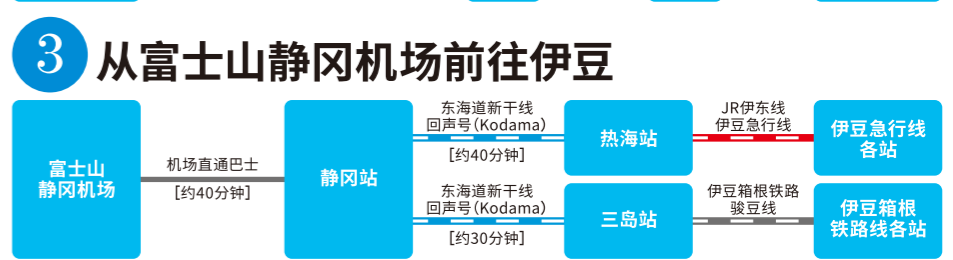 3 从富士山静冈机场前往伊豆
富士山
静冈机场
机场直通巴士
[约40分钟]
静冈站
东海道新干线
回声号（Kodama）
[约40分钟]
热海站
JR伊东线
伊豆急行线
伊豆急行线
各站
东海道新干线
回声号（Kodama）
[约30分钟]
三岛站
伊豆箱根铁路
骏豆线
伊豆箱根
铁路线各站